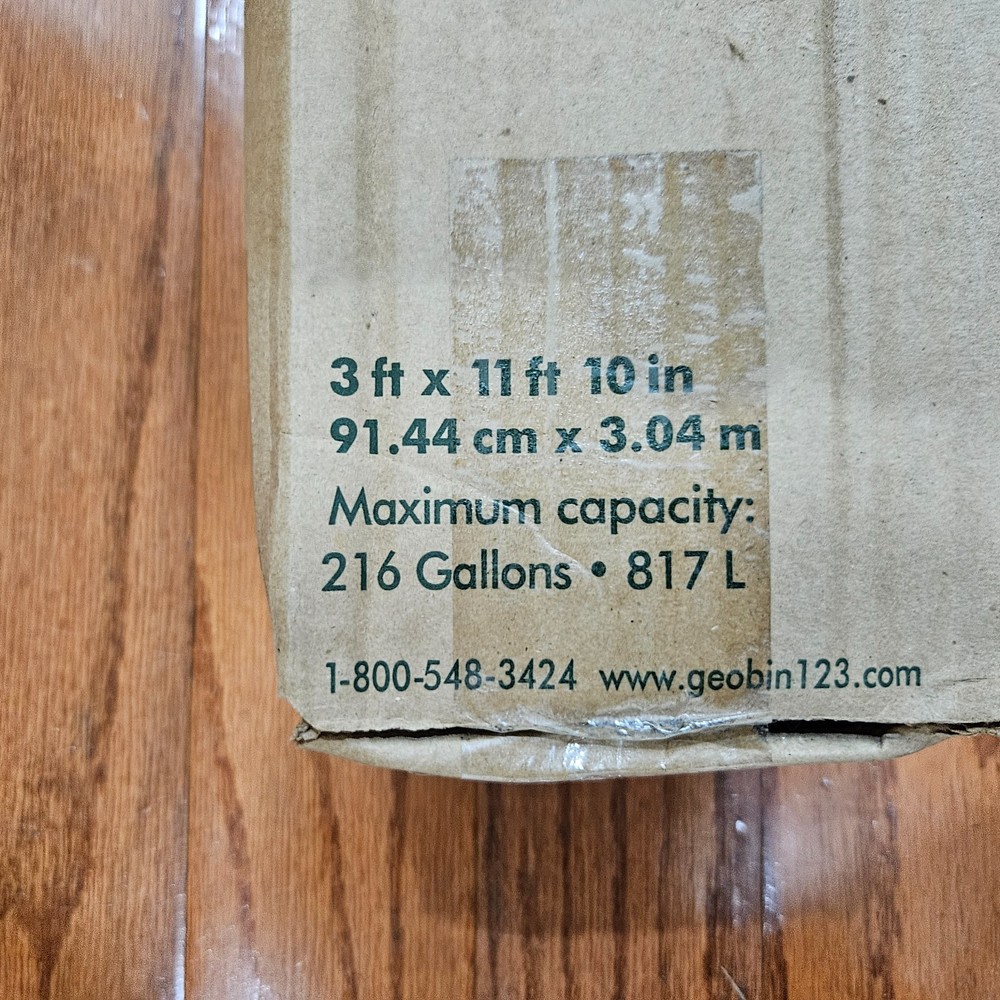 3 ft x 11 ft 10 in
91.44 cm x 3.04 m
Maximum capacity:
216 Gallons • 817 L
1-800-548-3424 www.geobin123.com